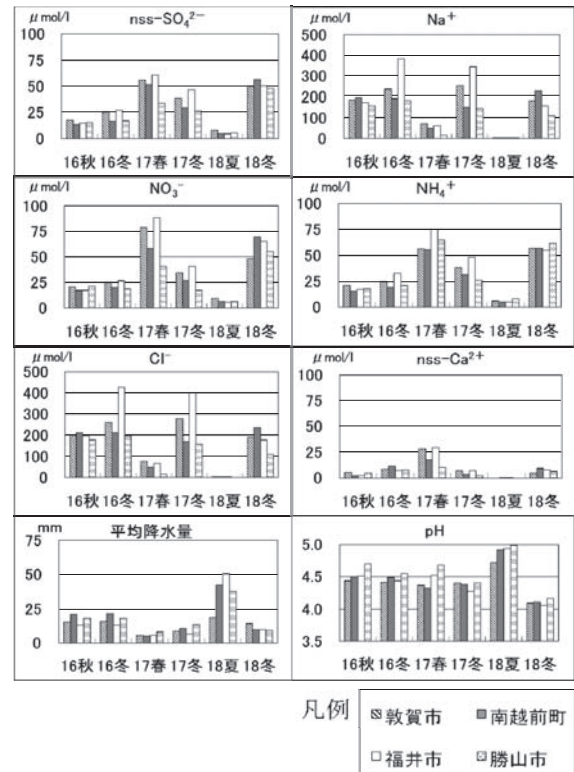 μmol/l nss-SO₄²⁻
100
75
50
25
0
16秋 16冬 17春 17冬 18夏 18冬
μmol/l Na⁺
500
400
300
200
100
0
16秋 16冬 17春 17冬 18夏 18冬
μmol/l NO₃⁻
100
75
50
25
0
16秋 16冬 17春 17冬 18夏 18冬
μmol/l NH₄⁺
100
75
50
25
0
16秋 16冬 17春 17冬 18夏 18冬
μmol/l Cl⁻
500
400
300
200
100
0
16秋 16冬 17春 17冬 18夏 18冬
μmol/l nss-Ca²⁺
100
75
50
25
0
16秋 16冬 17春 17冬 18夏 18冬
mm 平均降水量
75
50
25
0
16秋 16冬 17春 17冬 18夏 18冬
pH
5.0
4.5
4.0
3.5
16秋 16冬 17春 17冬 18夏 18冬
凡例 敦賀市 南越前町
福井市 勝山市